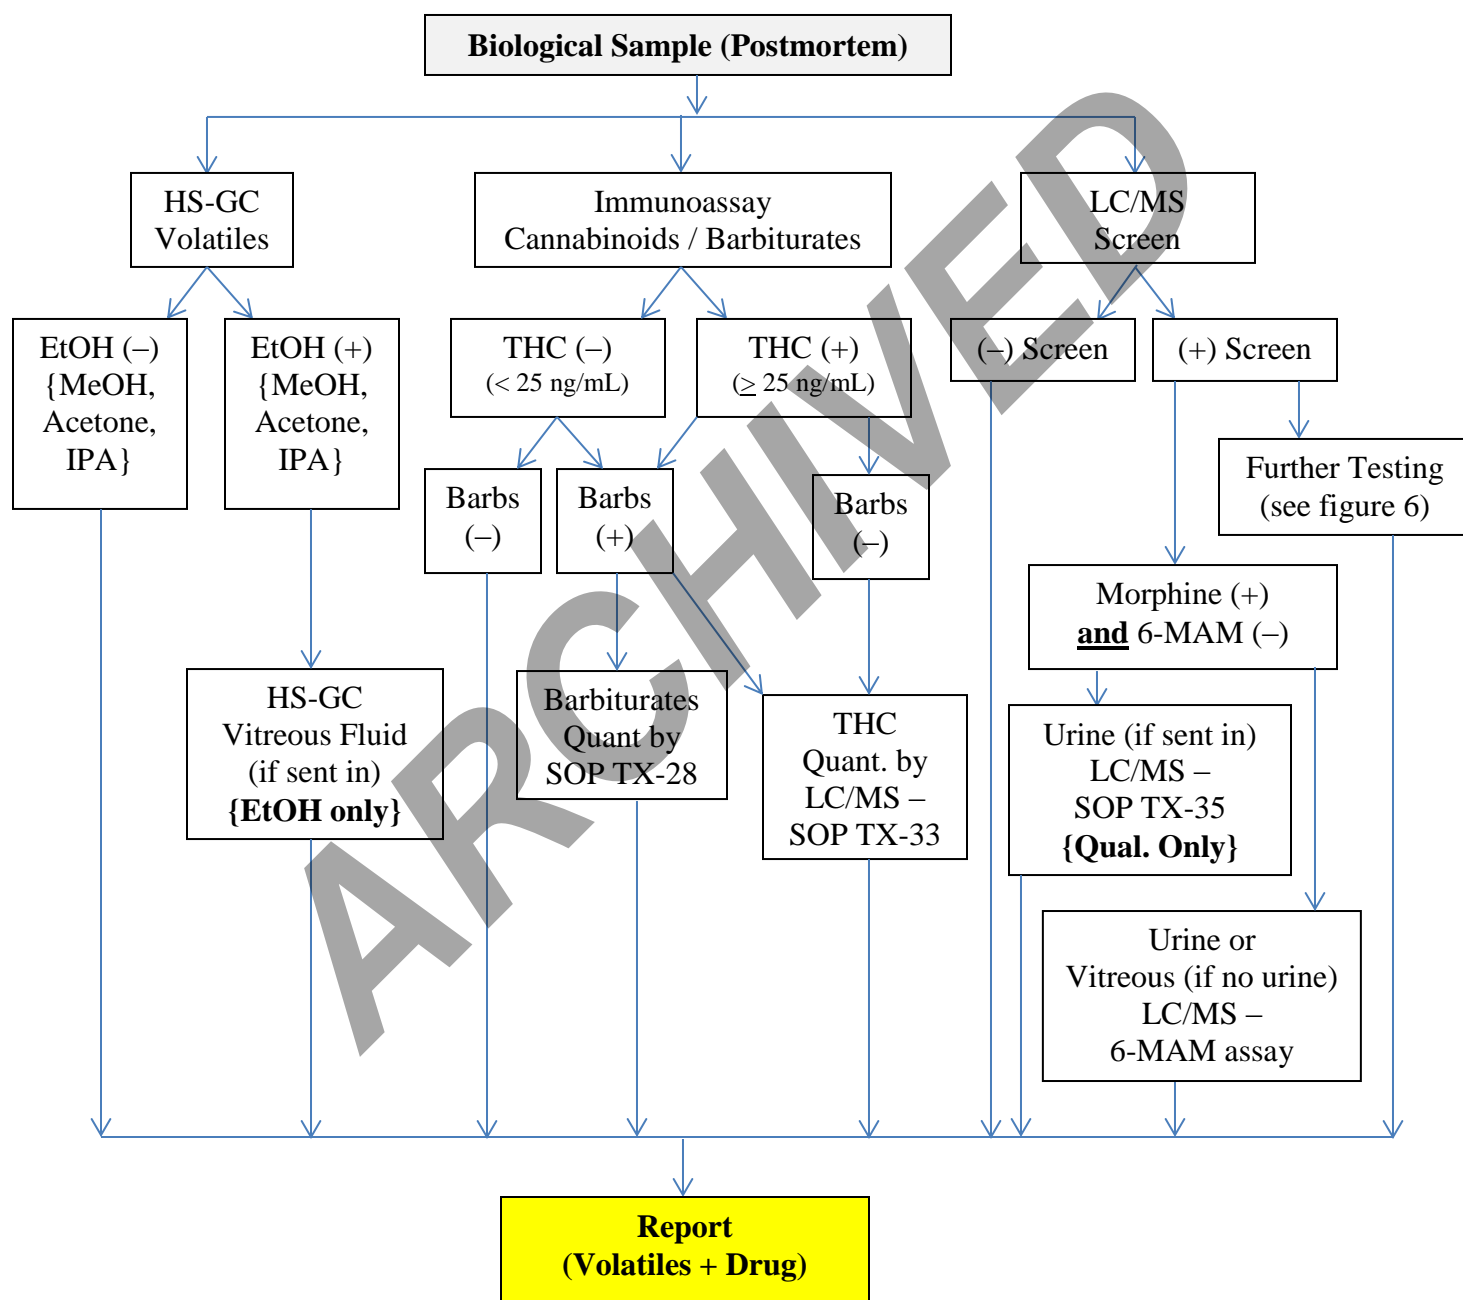 Biological Sample (Postmortem)
HS-GC
Volatiles
Immunoassay
Cannabinoids / Barbiturates
LC/MS
Screen
EtOH (–)
{MeOH,
Acetone,
IPA}
EtOH (+)
{MeOH,
Acetone,
IPA}
THC (–)
(< 25 ng/mL)
THC (+)
(≥ 25 ng/mL)
(–) Screen
(+) Screen
Barbs
(–)
Barbs
(+)
Barbs
(–)
Further Testing
(see figure 6)
Morphine (+)
and 6-MAM (–)
HS-GC
Vitreous Fluid
(if sent in)
{EtOH only}
Barbiturates
Quant by
SOP TX-28
THC
Quant. by
LC/MS –
SOP TX-33
Urine (if sent in)
LC/MS –
SOP TX-35
{Qual. Only}
Urine or
Vitreous (if no urine)
LC/MS –
6-MAM assay
Report
(Volatiles + Drug)
ARCHIVED